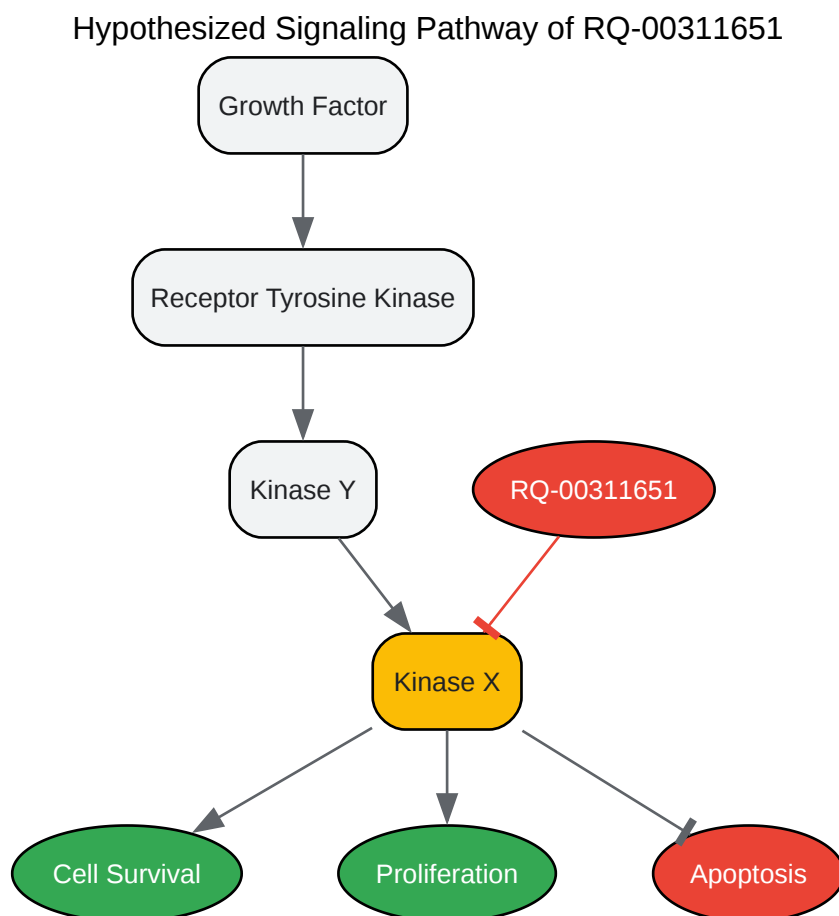 Hypothesized Signaling Pathway of RQ-00311651
Growth Factor
Receptor Tyrosine Kinase
Kinase Y
RQ-00311651
Kinase X
Cell Survival
Proliferation
Apoptosis